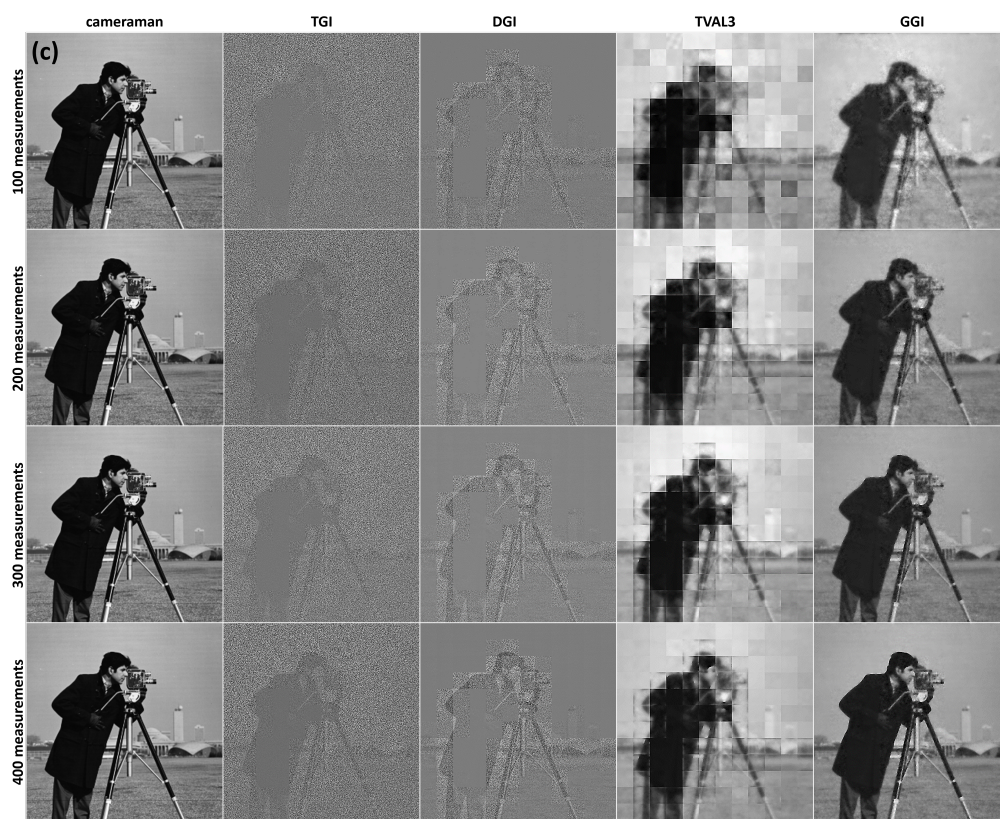 cameraman TGI DGI TVAL3 GGI
(c)
100 measurements
200 measurements
300 measurements
400 measurements